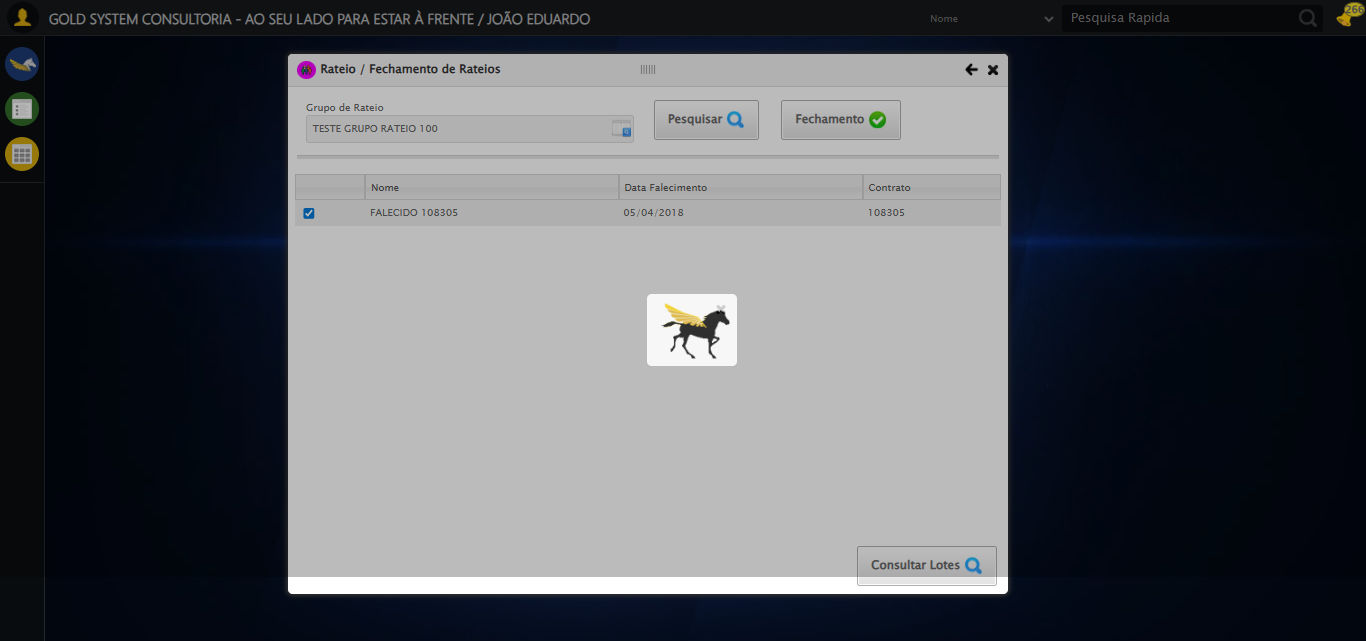 GOLD SYSTEM CONSULTORIA - AO SEU LADO PARA ESTAR À FRENTE / JOÃO EDUARDO
Nome
Pesquisa Rapida
266
Rateio / Fechamento de Rateios
Grupo de Rateio
TESTE GRUPO RATEIO 100
Pesquisar
Fechamento
Nome Data Falecimento Contrato
FALECIDO 108305 05/04/2018 108305
Consultar Lotes